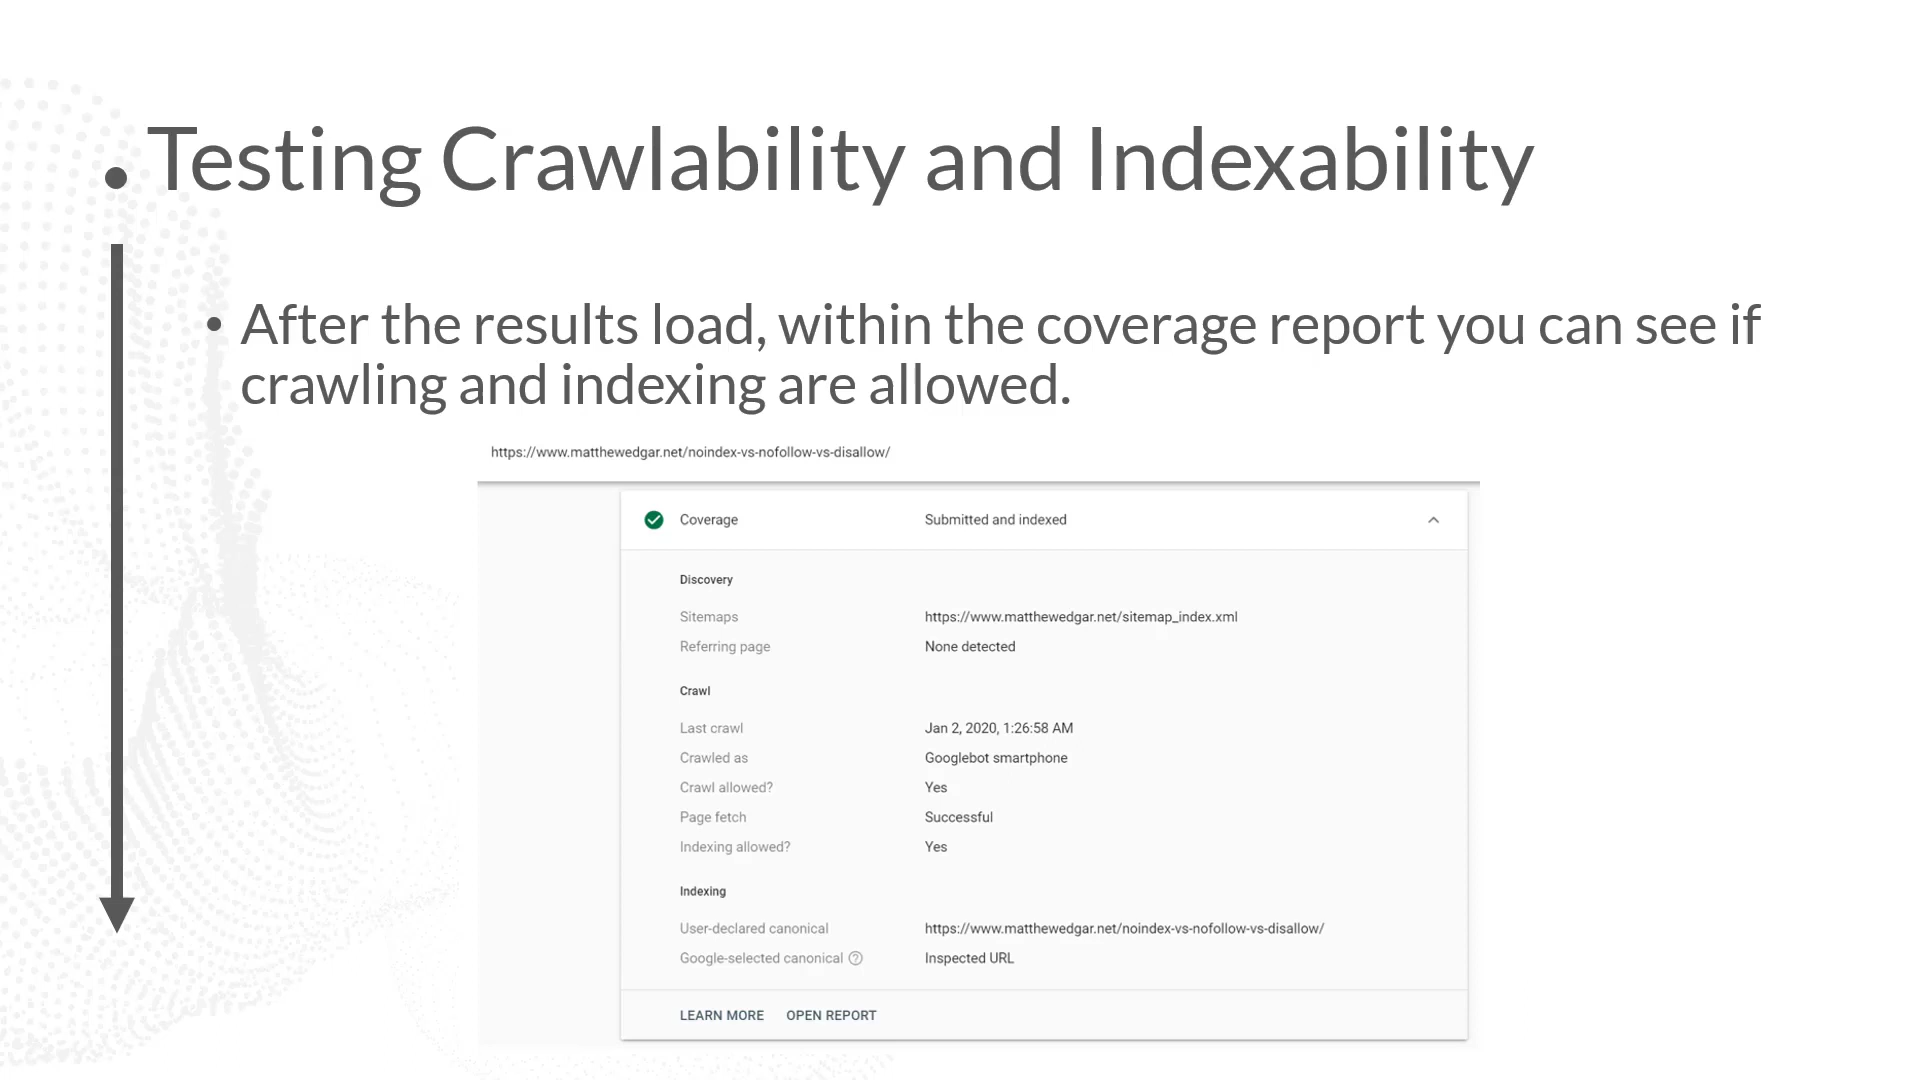 • Testing Crawlability and Indexability
• After the results load, within the coverage report you can see if
crawling and indexing are allowed.
https://www.matthewedgar.net/noindex-vs-nofollow-vs-disallow/
Coverage Submitted and indexed
Discovery
Sitemaps https://www.matthewedgar.net/sitemap_index.xml
Referring page None detected
Crawl
Last crawl Jan 2, 2020, 1:26:58 AM
Crawled as Googlebot smartphone
Crawl allowed? Yes
Page fetch Successful
Indexing allowed? Yes
Indexing
User-declared canonical https://www.matthewedgar.net/noindex-vs-nofollow-vs-disallow/
Google-selected canonical ? Inspected URL
LEARN MORE OPEN REPORT